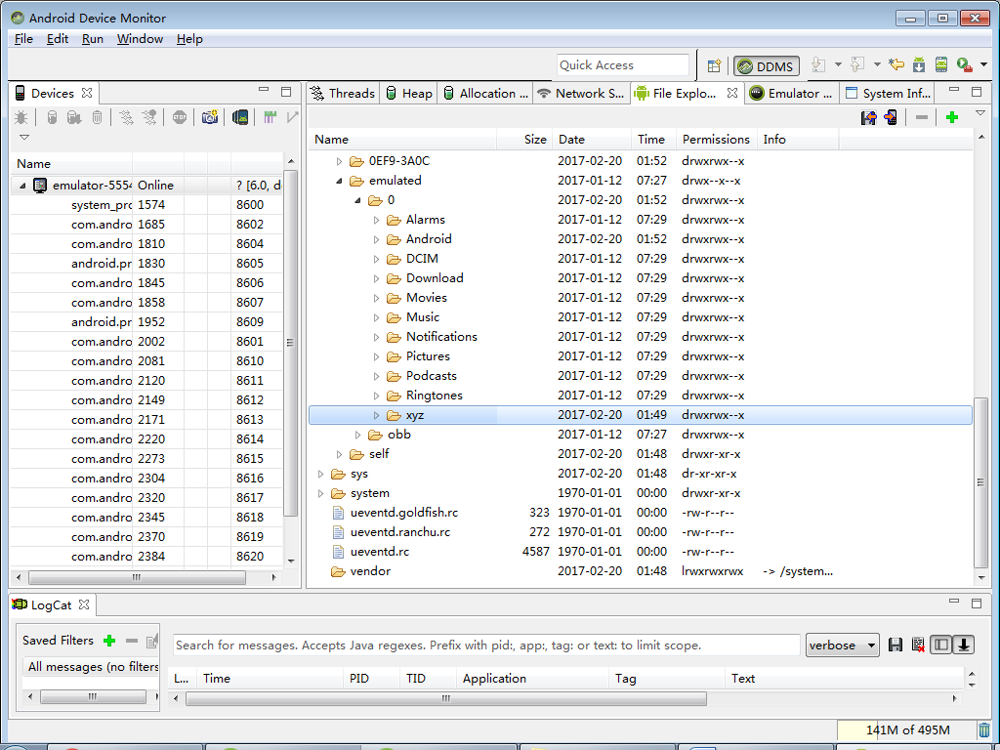 Android Device Monitor
File Edit Run Window Help
Quick Access DDMS
Devices
Name
emulator-5554 Online ? [6.0, d
system_pro 1574 8600
com.andro 1685 8602
com.andro 1810 8604
android.pr 1830 8605
com.andro 1845 8606
com.andro 1858 8607
android.pr 1952 8609
com.andro 2002 8601
com.andro 2081 8610
com.andro 2120 8611
com.andro 2149 8612
com.andro 2171 8613
com.andro 2220 8614
com.andro 2273 8615
com.andro 2304 8616
com.andro 2320 8617
com.andro 2345 8618
com.andro 2370 8619
com.andro 2384 8620
Threads Heap Allocation ... Network S... File Explo... Emulator ... System Inf...
Name Size Date Time Permissions Info
0EF9-3A0C 2017-02-20 01:52 drwxrwx--x
emulated 2017-01-12 07:27 drwx--x--x
0 2017-02-20 01:52 drwxrwx--x
Alarms 2017-01-12 07:29 drwxrwx--x
Android 2017-02-20 01:52 drwxrwx--x
DCIM 2017-01-12 07:29 drwxrwx--x
Download 2017-01-12 07:29 drwxrwx--x
Movies 2017-01-12 07:29 drwxrwx--x
Music 2017-01-12 07:29 drwxrwx--x
Notifications 2017-01-12 07:29 drwxrwx--x
Pictures 2017-01-12 07:29 drwxrwx--x
Podcasts 2017-01-12 07:29 drwxrwx--x
Ringtones 2017-01-12 07:29 drwxrwx--x
xyz 2017-02-20 01:49 drwxrwx--x
obb 2017-01-12 07:27 drwxrwx--x
self 2017-02-20 01:48 drwxr-xr-x
sys 2017-02-20 01:48 dr-xr-xr-x
system 1970-01-01 00:00 drwxr-xr-x
ueventd.goldfish.rc 323 1970-01-01 00:00 -rw-r--r--
ueventd.ranchu.rc 272 1970-01-01 00:00 -rw-r--r--
ueventd.rc 4587 1970-01-01 00:00 -rw-r--r--
vendor 2017-02-20 01:48 lrwxrwxrwx -> /system...
LogCat
Saved Filters
All messages (no filters
Search for messages. Accepts Java regexes. Prefix with pid:, app:, tag: or text: to limit scope. verbose
L... Time PID TID Application Tag Text
141M of 495M